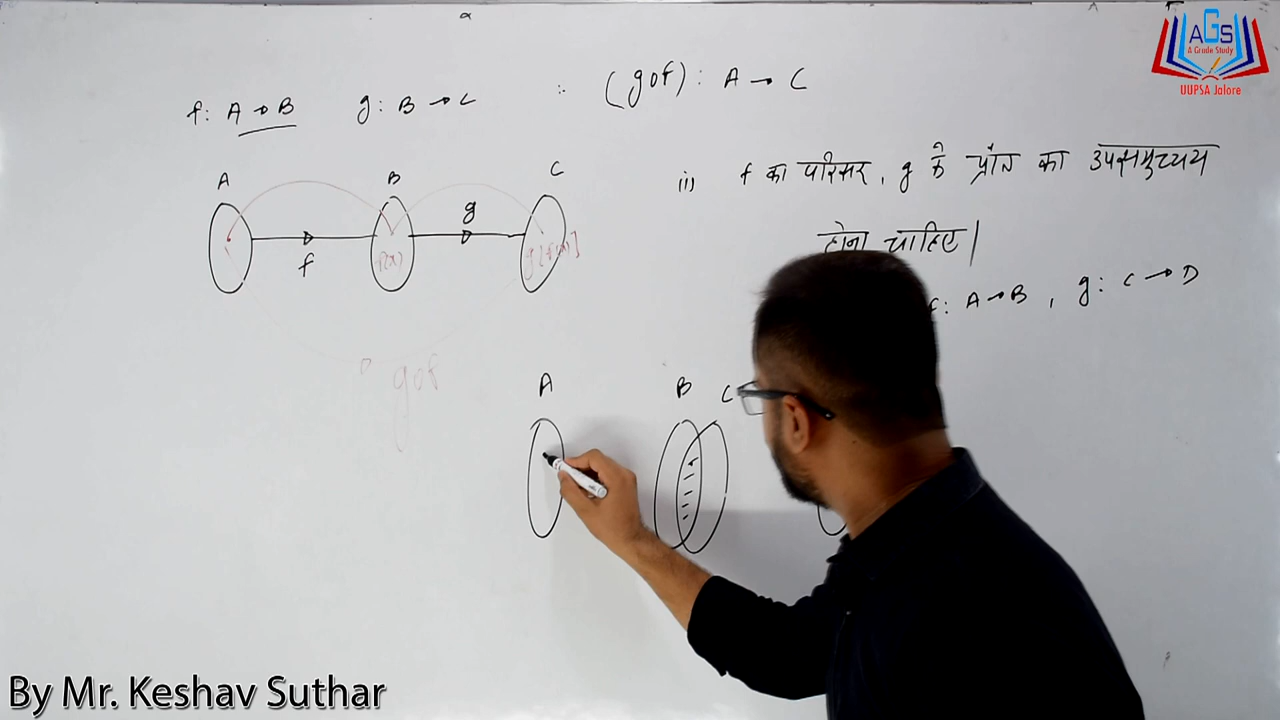 f: A → B g: B → C ∴ (gof): A → C
AGS
A Grade Study
UUPSA Jalore
A B C
f g
f(x) g[f(x)]
gof
ii) f का परिसर, g के प्राँत का उपसमुच्चय
होना चाहिए।
f: A → B , g: C → D
A B C
By Mr. Keshav Suthar